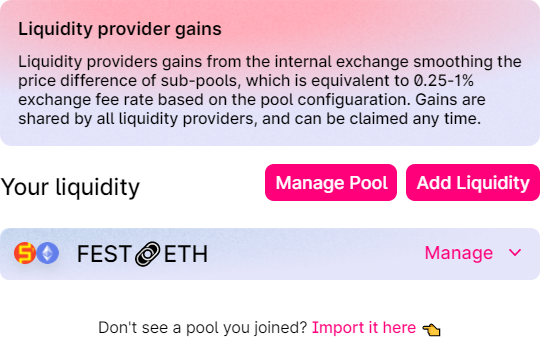 Liquidity provider gains
Liquidity providers gains from the internal exchange smoothing the
price difference of sub-pools, which is equivalent to 0.25-1%
exchange fee rate based on the pool configuaration. Gains are
shared by all liquidity providers, and can be claimed any time.
Your liquidity
Manage Pool
Add Liquidity
FEST🔗ETH
Manage
Don't see a pool you joined? Import it here 👈